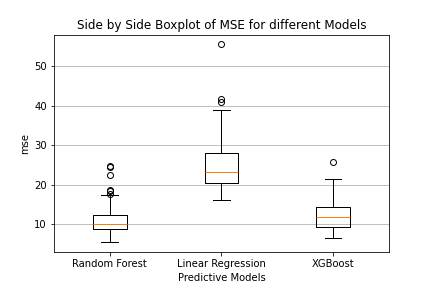 Side by Side Boxplot of MSE for different Models
50
40
30
20
10
mse
Random Forest Linear Regression XGBoost
Predictive Models